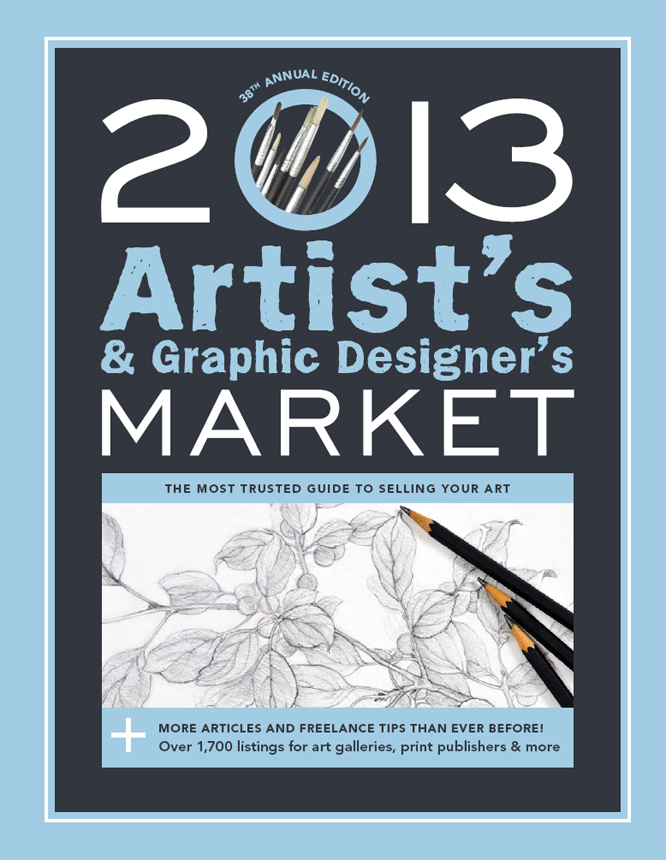 38TH ANNUAL EDITION
2013
Artist's
& Graphic Designer's
MARKET
THE MOST TRUSTED GUIDE TO SELLING YOUR ART
+ MORE ARTICLES AND FREELANCE TIPS THAN EVER BEFORE!
Over 1,700 listings for art galleries, print publishers & more